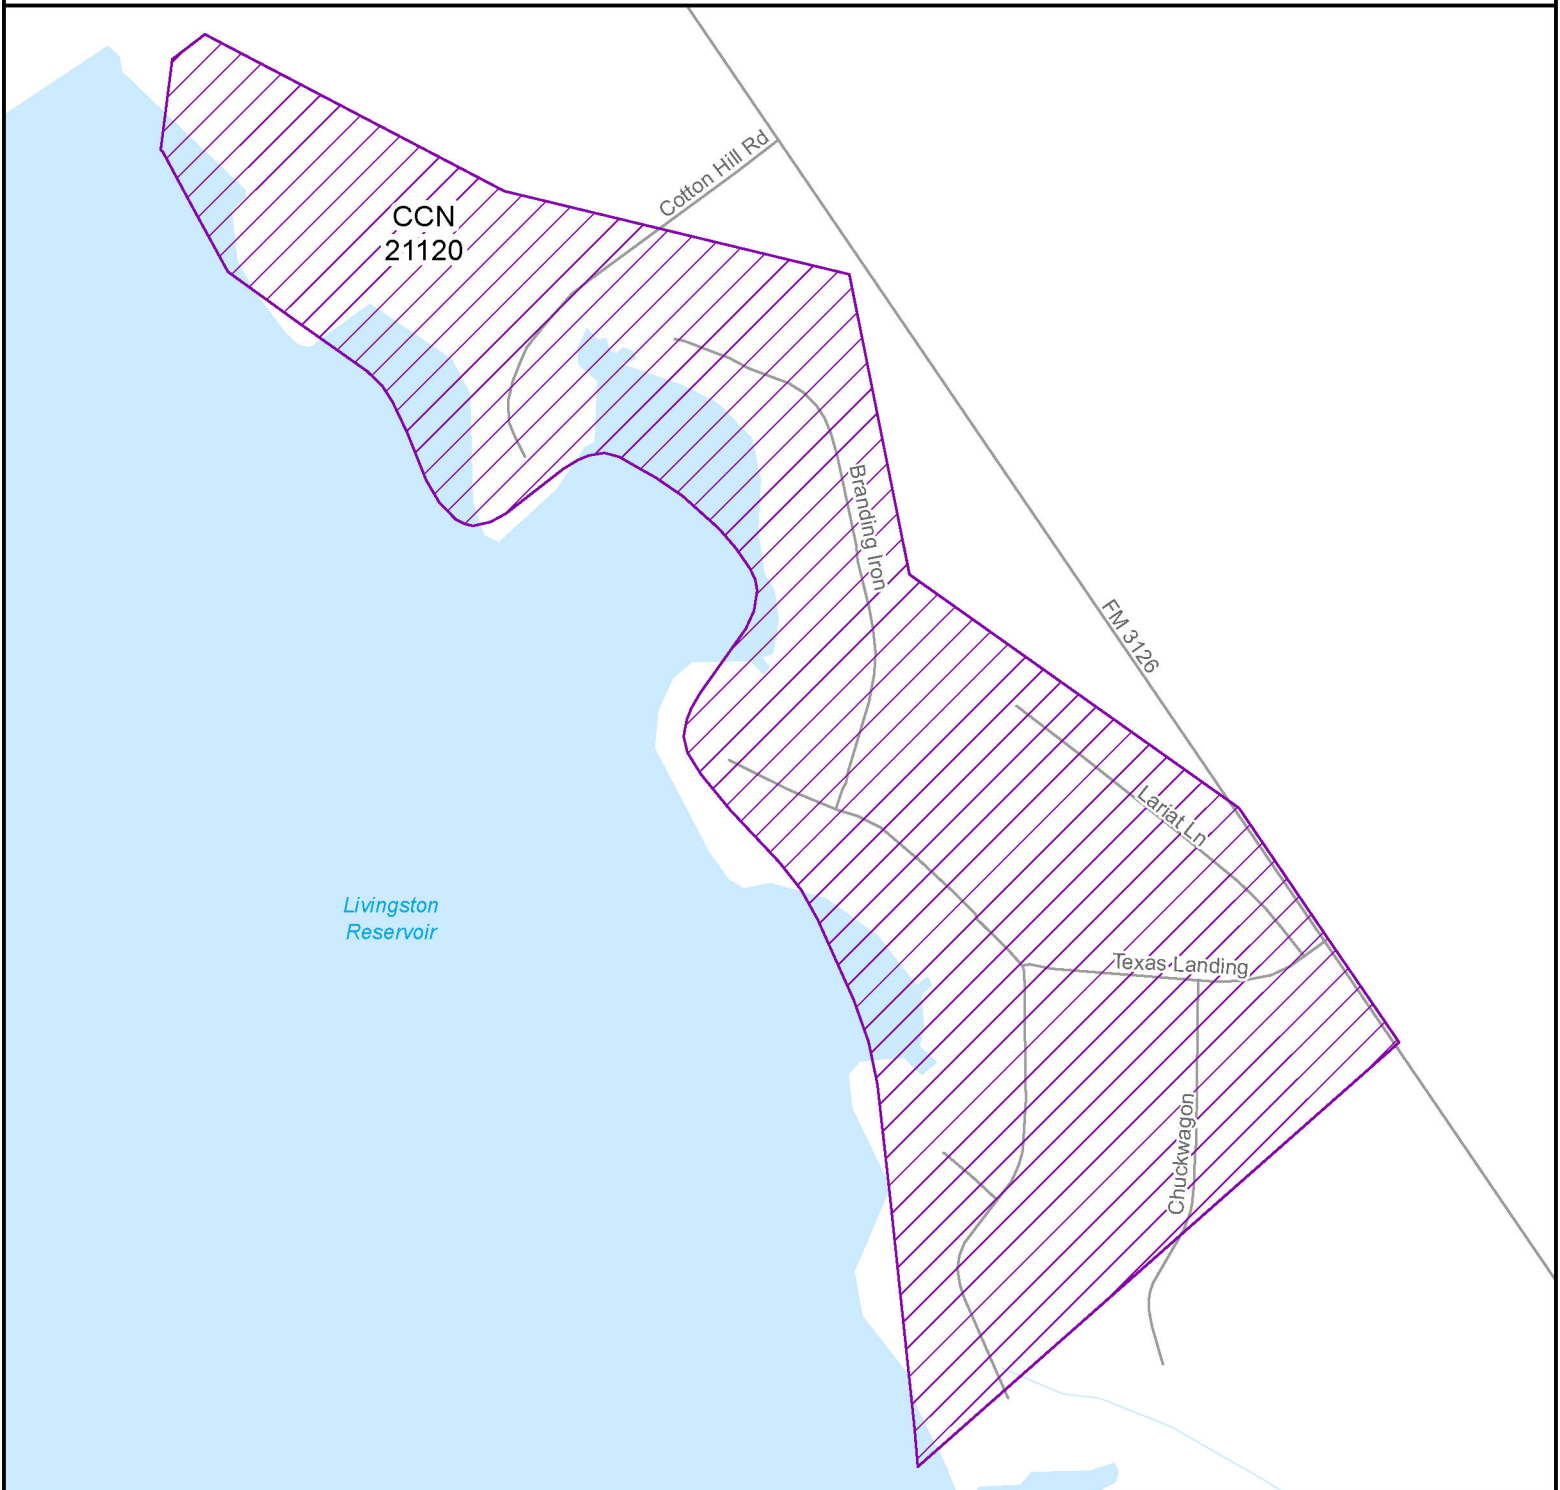 Cotton Hill Rd
CCN
21120
Branding Iron
FM 3126
Lariat Ln
Livingston
Reservoir
Texas Landing
Chuckwagon